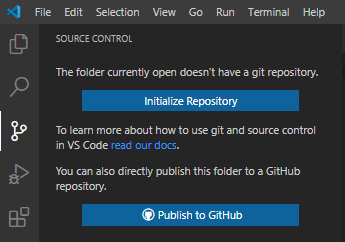 File Edit Selection View Go Run Terminal Help
SOURCE CONTROL
The folder currently open doesn't have a git repository.
Initialize Repository
To learn more about how to use git and source control
in VS Code read our docs.
You can also directly publish this folder to a GitHub
repository.
Publish to GitHub